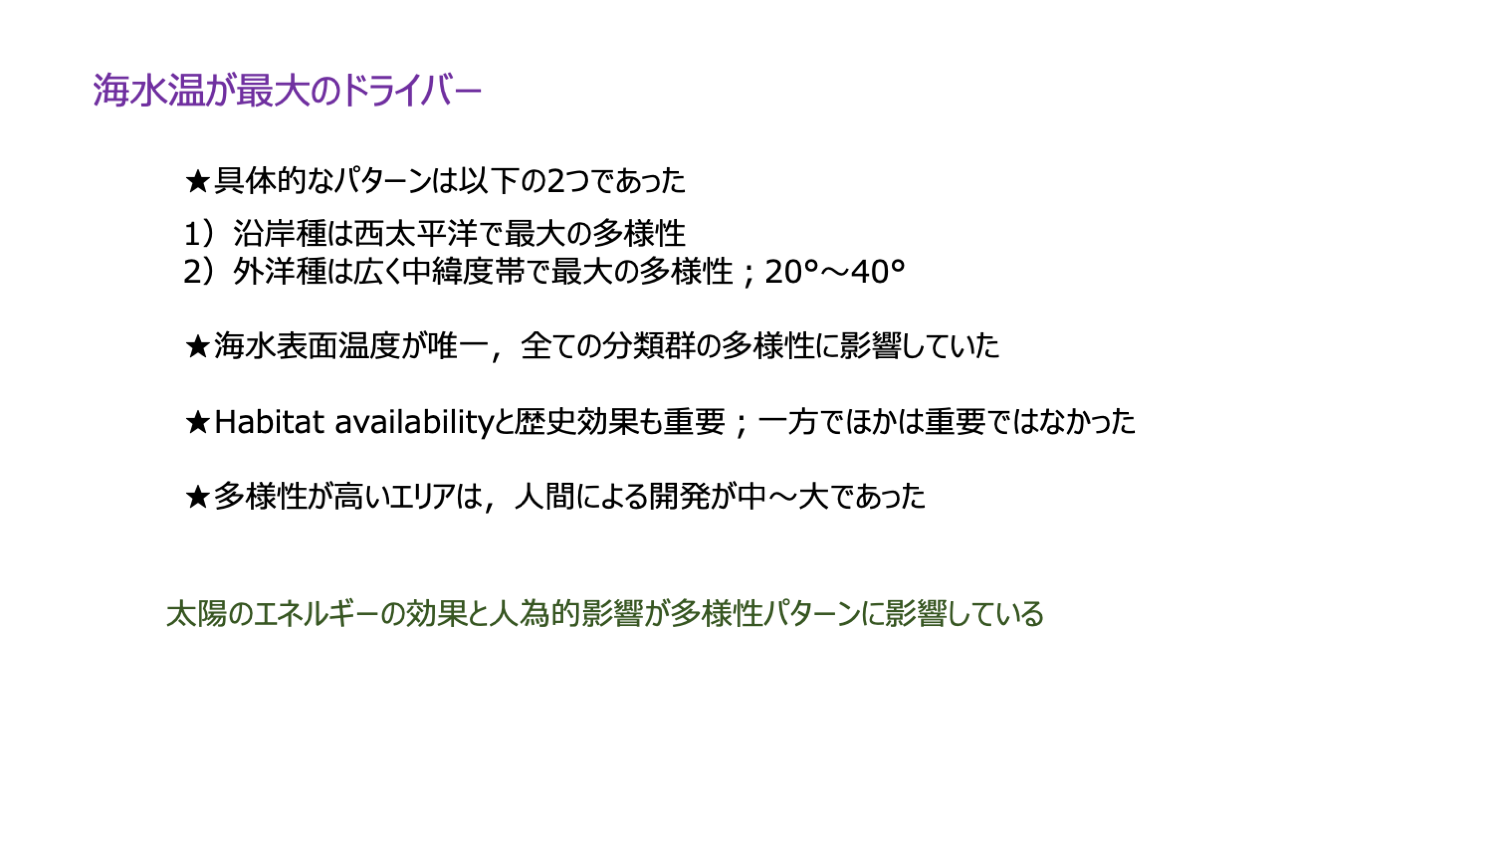 海水温が最大のドライバー
★具体的なパターンは以下の2つであった
1）沿岸種は西太平洋で最大の多様性
2）外洋種は広く中緯度帯で最大の多様性；20°～40°
★海水表面温度が唯一，全ての分類群の多様性に影響していた
★Habitat availabilityと歴史効果も重要；一方でほかは重要ではなかった
★多様性が高いエリアは，人間による開発が中～大であった
太陽のエネルギーの効果と人為的影響が多様性パターンに影響している